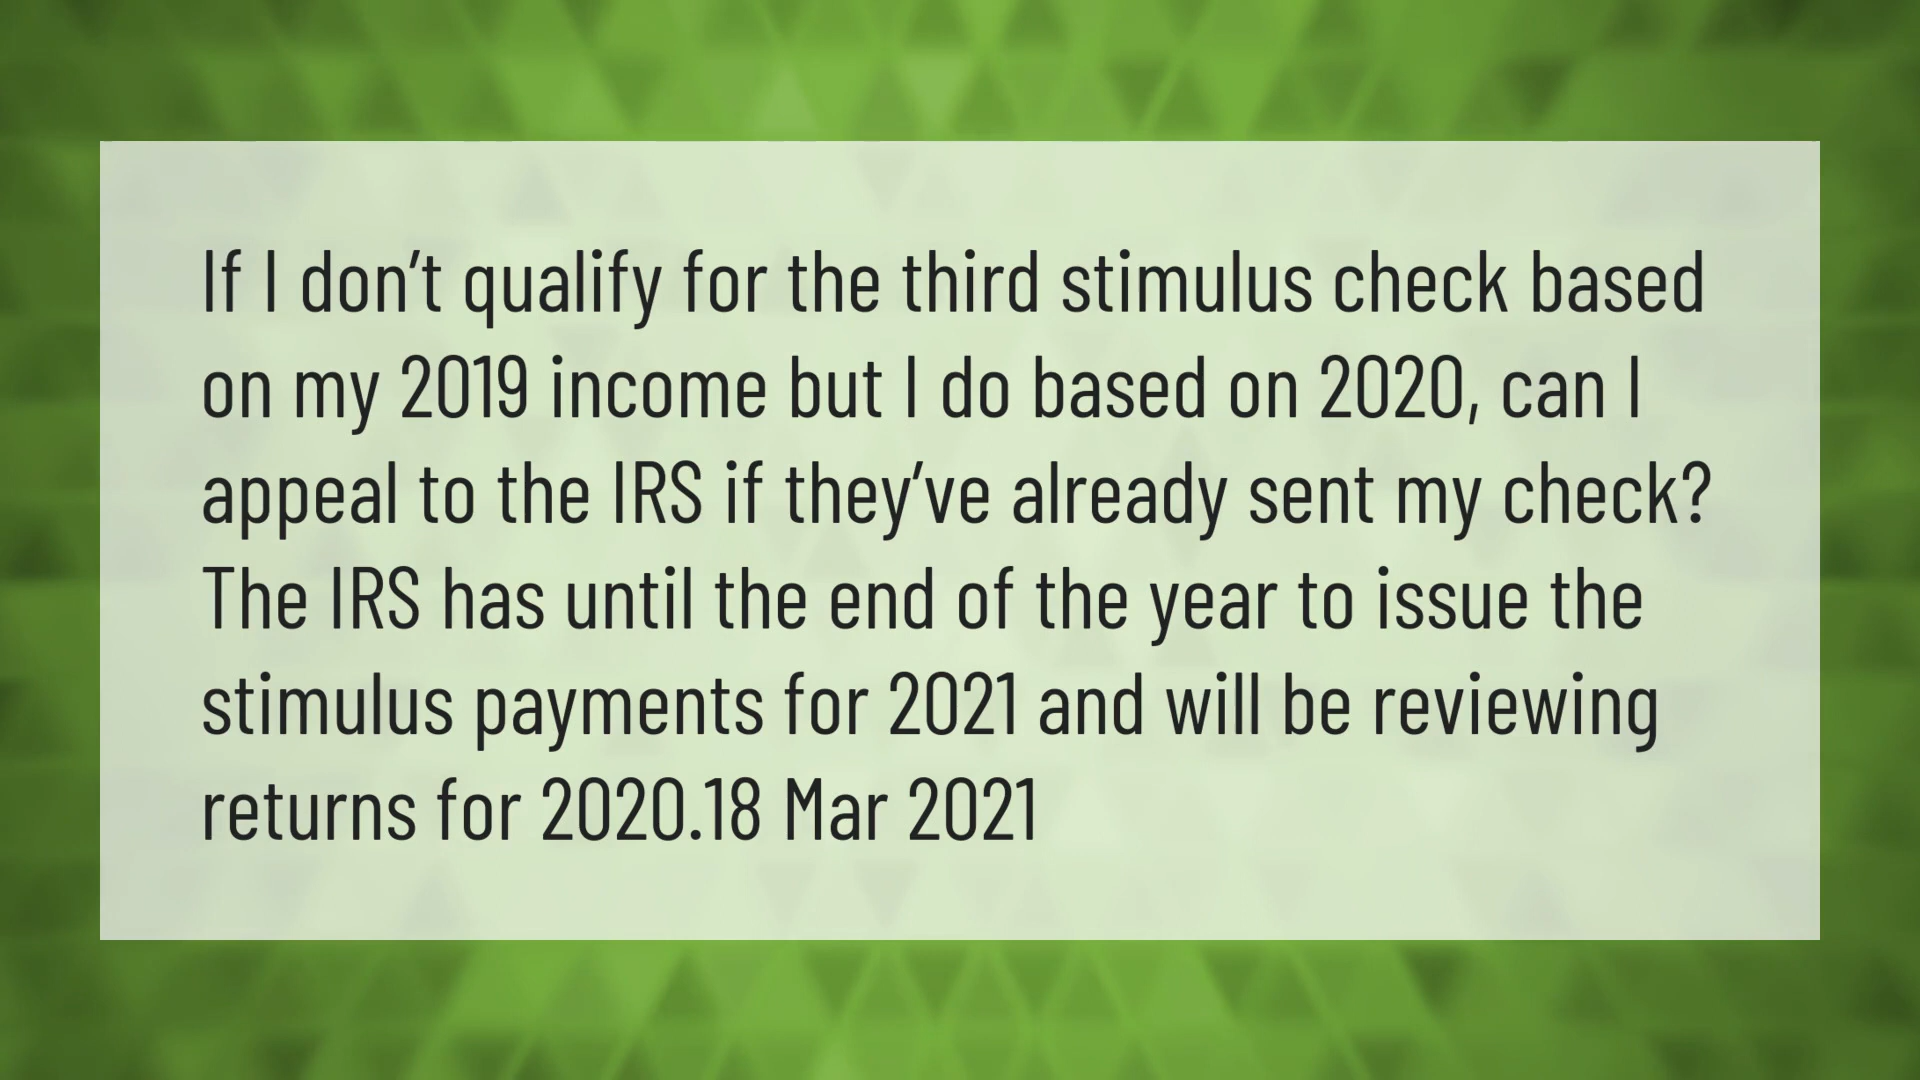 If I don’t qualify for the third stimulus check based
on my 2019 income but I do based on 2020, can I
appeal to the IRS if they’ve already sent my check?
The IRS has until the end of the year to issue the
stimulus payments for 2021 and will be reviewing
returns for 2020.18 Mar 2021